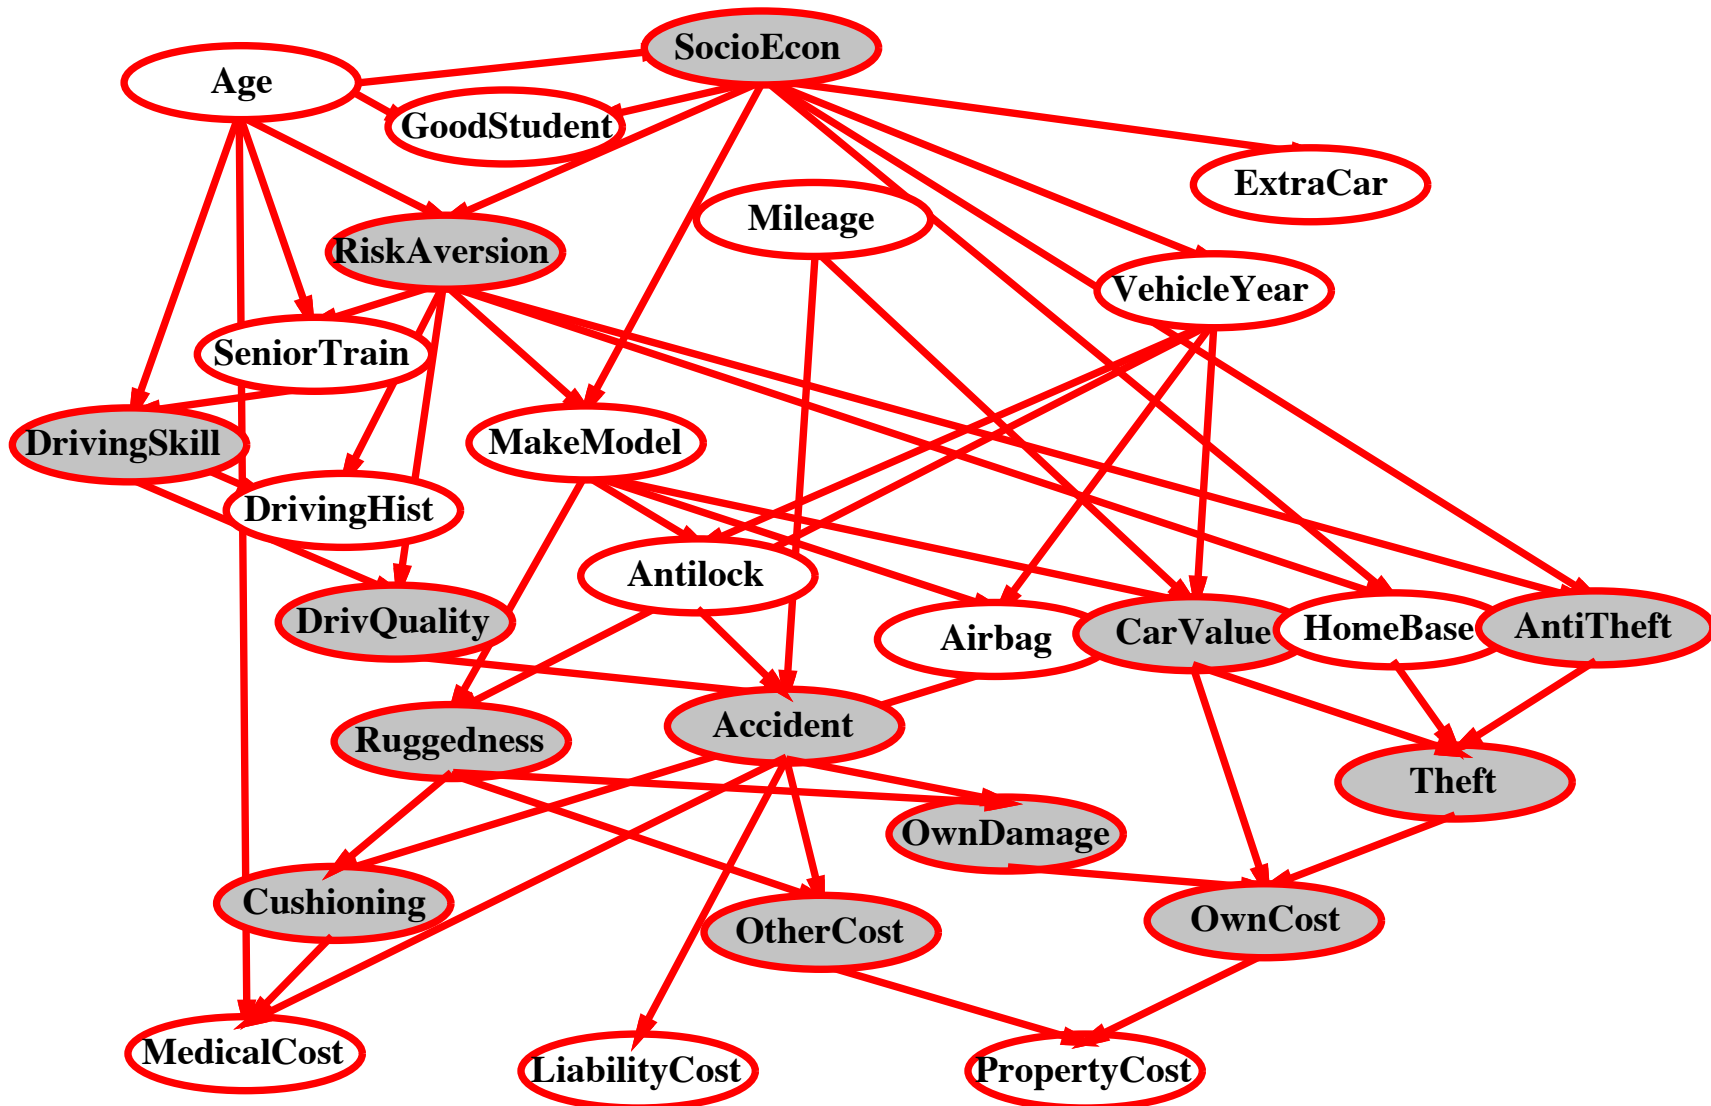 SocioEcon
Age
GoodStudent
ExtraCar
Mileage
RiskAversion
VehicleYear
SeniorTrain
DrivingSkill
MakeModel
DrivingHist
Antilock
DrivQuality
Airbag
CarValue
HomeBase
AntiTheft
Ruggedness
Accident
Theft
OwnDamage
Cushioning
OtherCost
OwnCost
MedicalCost
LiabilityCost
PropertyCost